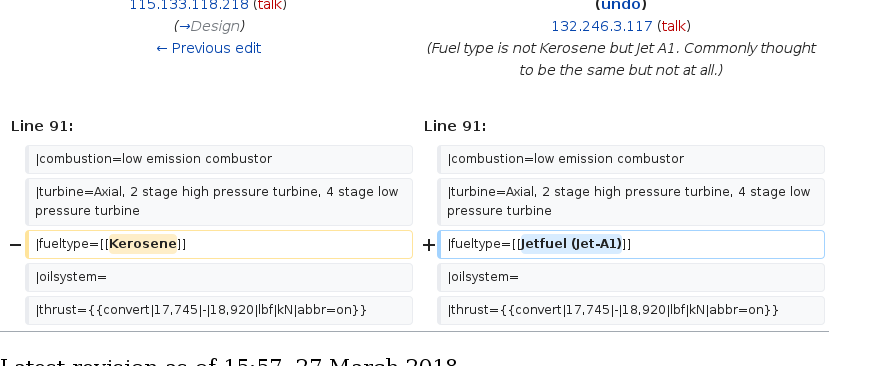 115.133.118.218 (talk)
(→Design)
← Previous edit
(undo)
132.246.3.117 (talk)
(Fuel type is not Kerosene but Jet A1. Commonly thought
to be the same but not at all.)
Line 91:
Line 91:
|combustion=low emission combustor
|combustion=low emission combustor
|turbine=Axial, 2 stage high pressure turbine, 4 stage low
pressure turbine
|turbine=Axial, 2 stage high pressure turbine, 4 stage low
pressure turbine
− |fueltype=[[Kerosene]]
+ |fueltype=[[Jetfuel (Jet-A1)]]
|oilsystem=
|oilsystem=
|thrust={{convert|17,745|-|18,920|lbf|kN|abbr=on}}
|thrust={{convert|17,745|-|18,920|lbf|kN|abbr=on}}
Latest revision as of 15:57, 27 March 2018